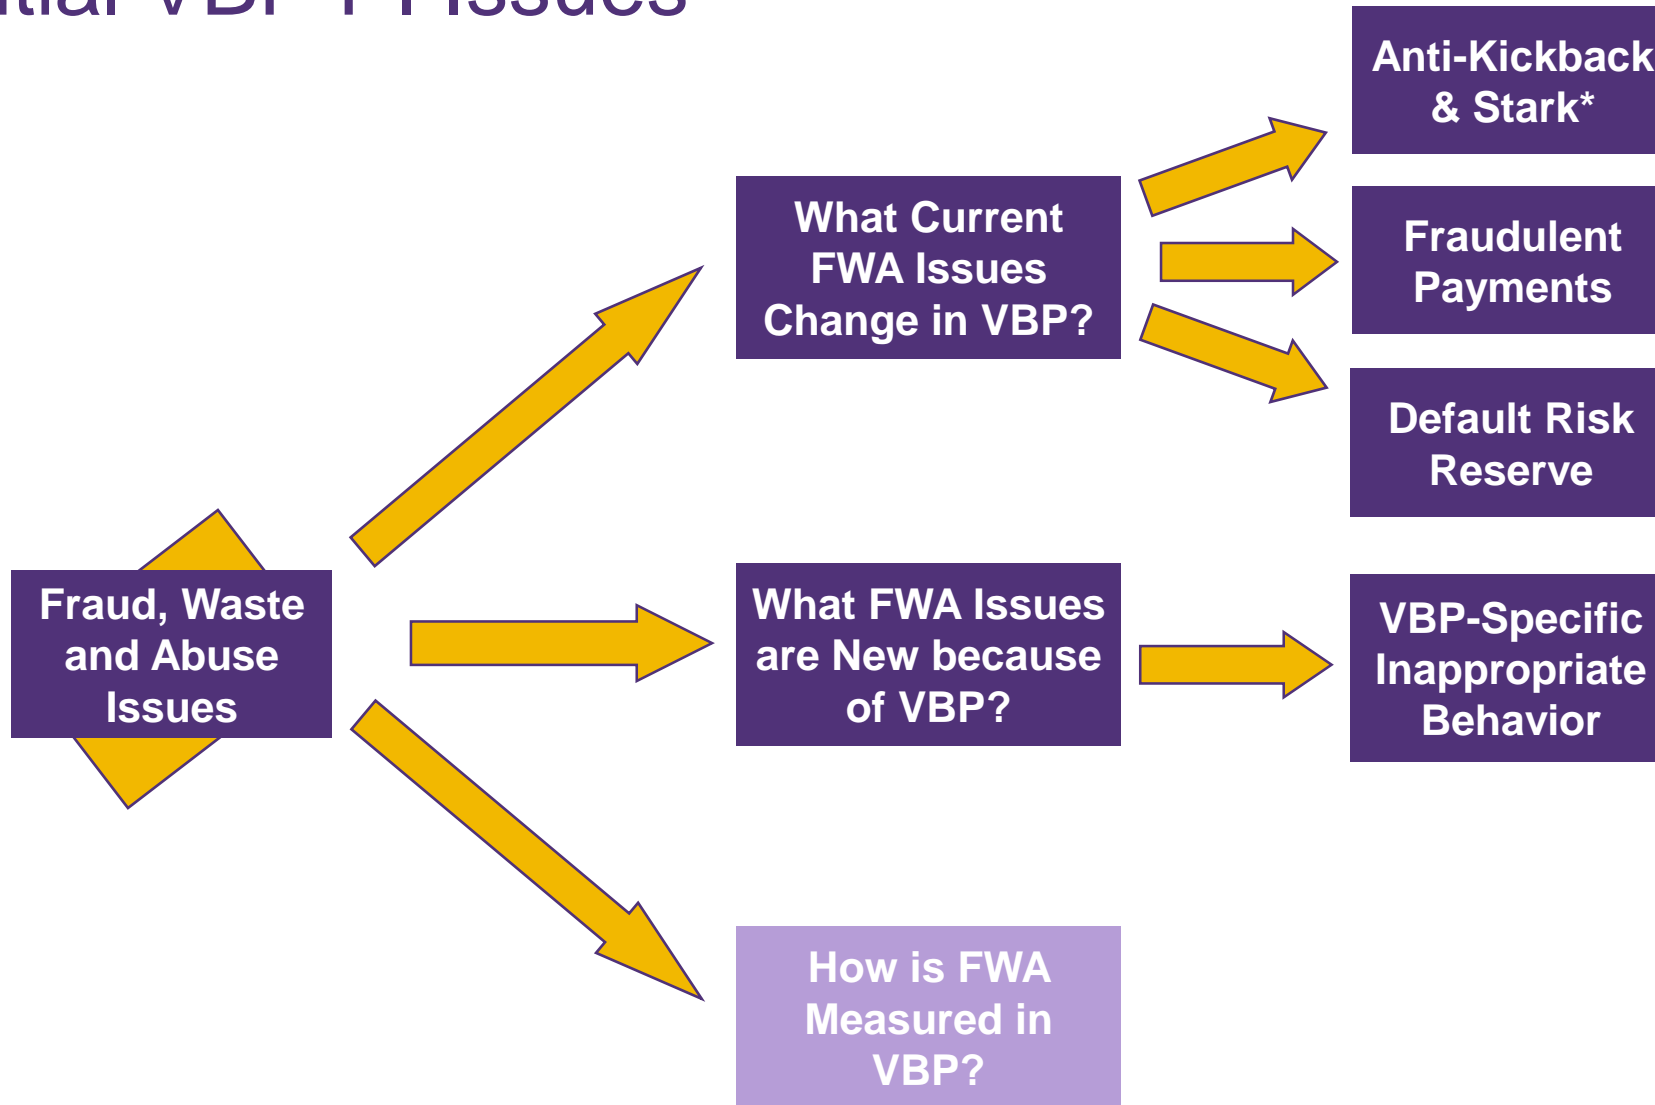 Issues
Anti-Kickback
& Stark*
What Current
FWA Issues
Change in VBP?
Fraudulent
Payments
Default Risk
Reserve
Fraud, Waste
and Abuse
Issues
What FWA Issues
are New because
of VBP?
VBP-Specific
Inappropriate
Behavior
How is FWA
Measured in
VBP?